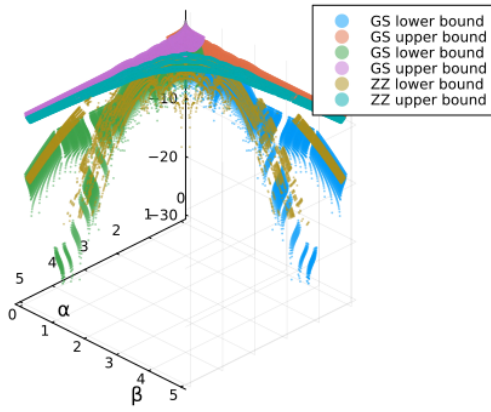 GS lower bound
GS upper bound
GS lower bound
GS upper bound
ZZ lower bound
ZZ upper bound
−10
−20
−30
0
1
2
3
4
5
α
0
1
2
3
4
5
β